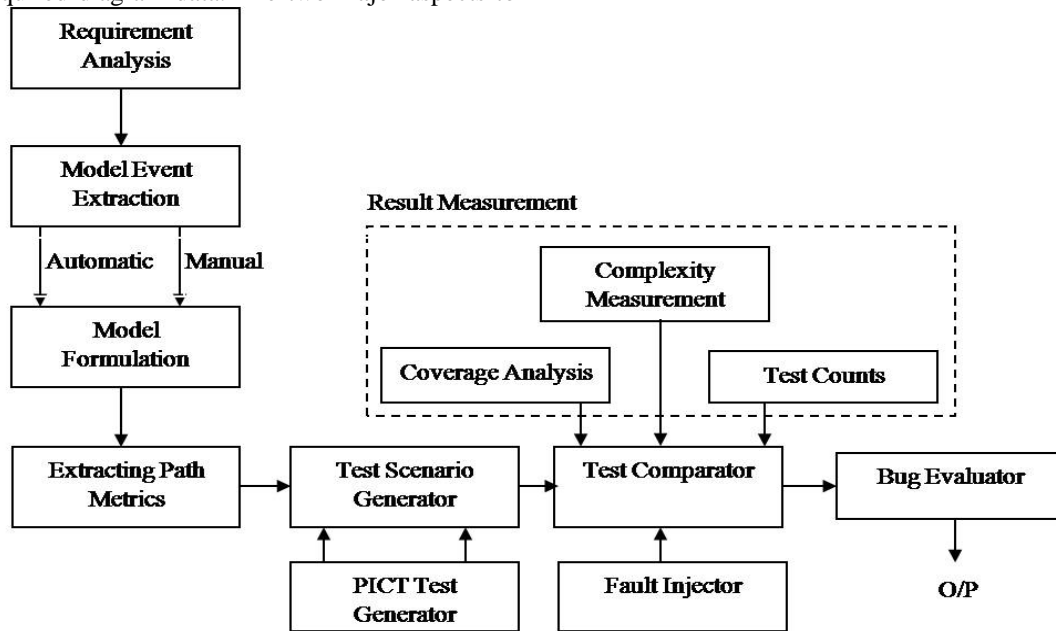 Requirement
Analysis
Model Event
Extraction
Result Measurement
Automatic
Manual
Complexity
Measurement
Model
Formulation
Coverage Analysis
Test Counts
Extracting Path
Metrics
Test Scenario
Generator
Test Comparator
Bug Evaluator
PICT Test
Generator
Fault Injector
O/P